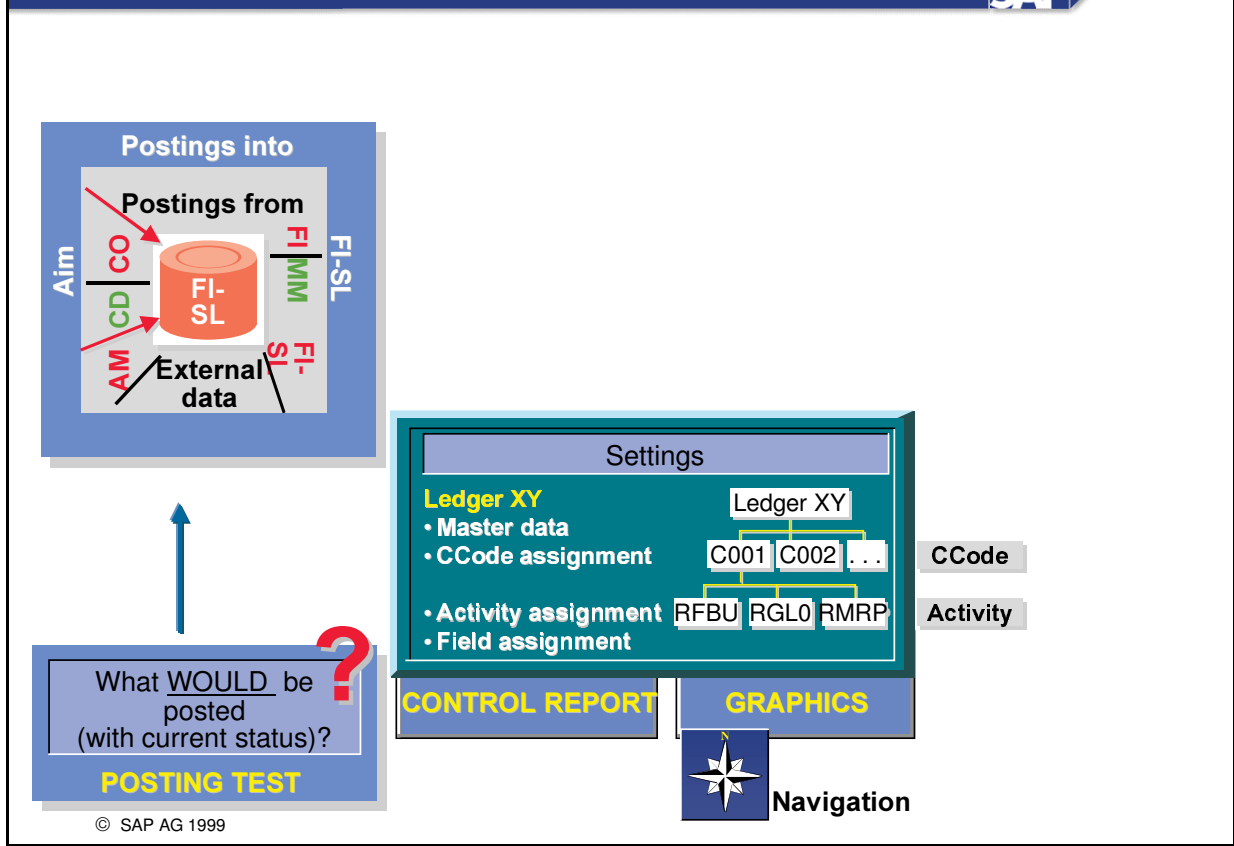 Postings into
Postings from
Aim
CO
CD
AM
FI
MM
FI-
SL
FI-SL
FI-
SL
External
data
Settings
Ledger XY
• Master data
• CCode assignment
• Activity assignment
• Field assignment
Ledger XY
C001 C002 . . .
CCode
RFBU RGL0 RMRP
Activity
?
What WOULD be
posted
(with current status)?
POSTING TEST
CONTROL REPORT
GRAPHICS
N
Navigation
© SAP AG 1999